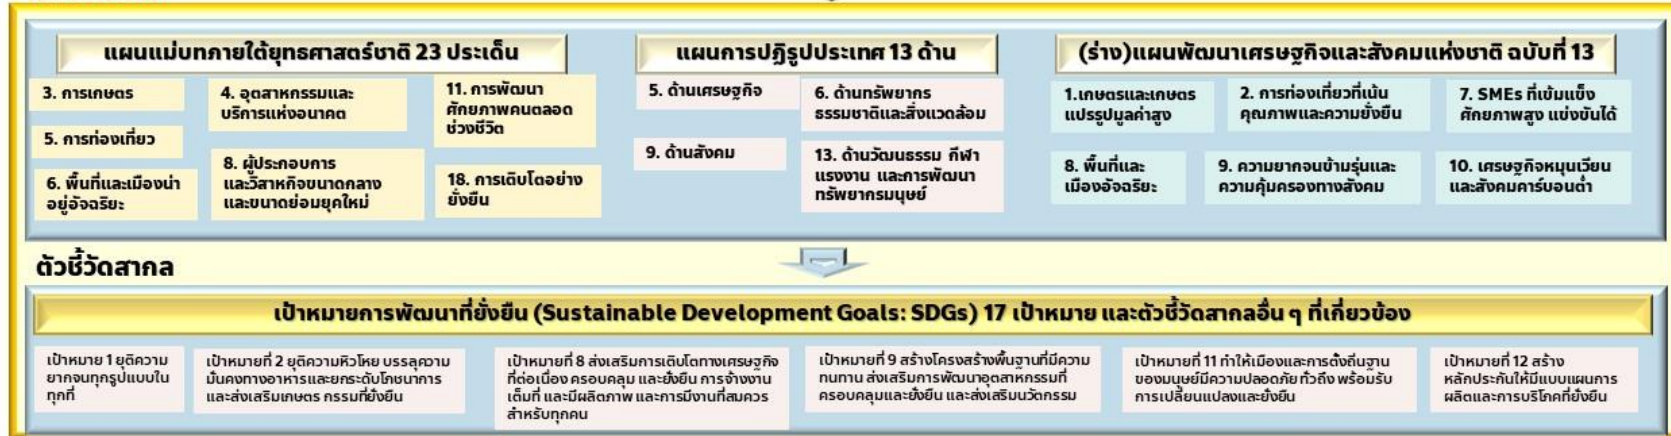 แผนแม่บทภายใต้ยุทธศาสตร์ชาติ 23 ประเด็น
3. การเกษตร
4. อุตสาหกรรมและ
บริการแห่งอนาคต
11. การพัฒนา
ศักยภาพคนตลอด
ช่วงชีวิต
5. การท่องเที่ยว
6. พื้นที่และเมืองน่า
อยู่อัจฉริยะ
8. ผู้ประกอบการ
และวิสาหกิจขนาดกลาง
และขนาดย่อมยุคใหม่
18. การเติบโตอย่าง
ยั่งยืน
แผนการปฏิรูปประเทศ 13 ด้าน
5. ด้านเศรษฐกิจ
6. ด้านทรัพยากร
ธรรมชาติและสิ่งแวดล้อม
9. ด้านสังคม
13. ด้านวัฒนธรรม กีฬา
แรงงาน และการพัฒนา
ทรัพยากรมนุษย์
(ร่าง)แผนพัฒนาเศรษฐกิจและสังคมแห่งชาติ ฉบับที่ 13
1.เกษตรและเกษตร
แปรรูปมูลค่าสูง
2. การท่องเที่ยวที่เน้น
คุณภาพและความยั่งยืน
7. SMEs ที่เข้มแข็ง
ศักยภาพสูง แข่งขันได้
8. พื้นที่และ
เมืองอัจฉริยะ
9. ความยากจนข้ามรุ่นและ
ความคุ้มครองทางสังคม
10. เศรษฐกิจหมุนเวียน
และสังคมคาร์บอนต่ำ
ตัวชี้วัดสากล
เป้าหมายการพัฒนาที่ยั่งยืน (Sustainable Development Goals: SDGs) 17 เป้าหมาย และตัวชี้วัดสากลอื่น ๆ ที่เกี่ยวข้อง
เป้าหมาย 1 ยุติความ
ยากจนทุกรูปแบบใน
ทุกที่
เป้าหมายที่ 2 ยุติความหิวโหย บรรลุความ
มั่นคงทางอาหารและยกระดับโภชนาการ
และส่งเสริมเกษตร กรรมที่ยั่งยืน
เป้าหมายที่ 8 ส่งเสริมการเติบโตทางเศรษฐกิจ
ที่ต่อเนื่อง ครอบคลุม และยั่งยืน การจ้างงาน
เต็มที่ และมีผลิตภาพ และการมีงานที่สมควร
สำหรับทุกคน
เป้าหมายที่ 9 สร้างโครงสร้างพื้นฐานที่มีความ
ทนทาน ส่งเสริมการพัฒนาอุตสาหกรรมที่
ครอบคลุมและยั่งยืน และส่งเสริมนวัตกรรม
เป้าหมายที่ 11 ทำให้เมืองและการตั้งถิ่นฐาน
ของมนุษย์มีความปลอดภัย ทั่วถึง พร้อมรับ
การเปลี่ยนแปลงและยั่งยืน
เป้าหมายที่ 12 สร้าง
หลักประกันให้มีแบบแผนการ
ผลิตและการบริโภคที่ยั่งยืน